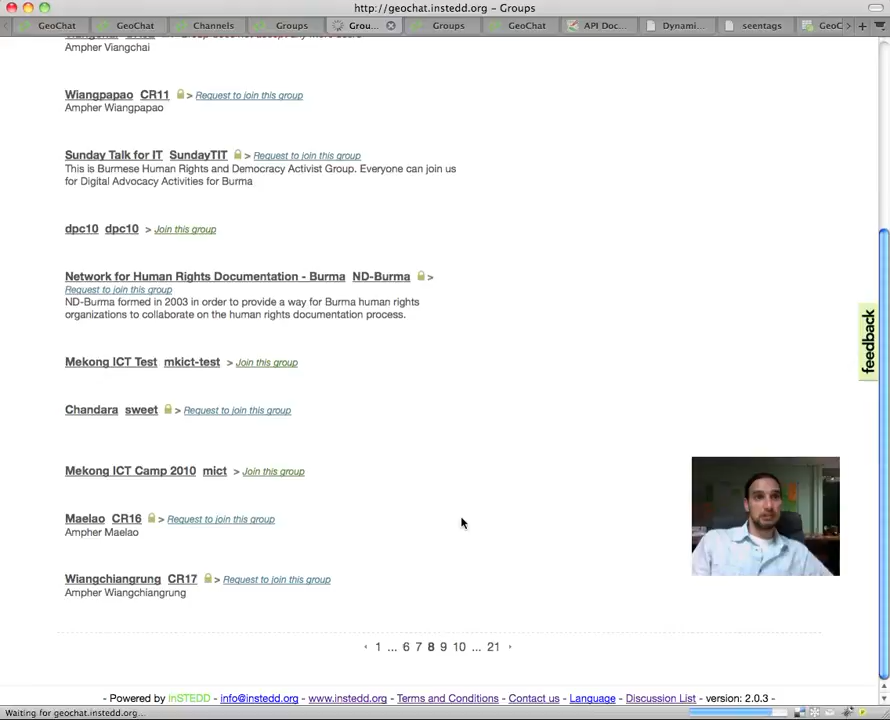 http://geochat.instedd.org - Groups
GeoChat GeoChat Channels Groups Grou... Groups GeoChat API Doc... Dynami... seentags GeoC
Ampher Viangchai
Wiangpapao CR11 > Request to join this group
Ampher Wiangpapao
Sunday Talk for IT SundayTIT > Request to join this group
This is Burmese Human Rights and Democracy Activist Group. Everyone can join us
for Digital Advocacy Activities for Burma
dpc10 dpc10 > Join this group
Network for Human Rights Documentation - Burma ND-Burma >
Request to join this group
ND-Burma formed in 2003 in order to provide a way for Burma human rights
organizations to collaborate on the human rights documentation process.
feedback
Mekong ICT Test mkict-test > Join this group
Chandara sweet > Request to join this group
Mekong ICT Camp 2010 mict > Join this group
Maelao CR16 > Request to join this group
Ampher Maelao
Wiangchiangrung CR17 > Request to join this group
Ampher Wiangchiangrung
1 ... 6 7 8 9 10 ... 21
- Powered by inSTEDD - info@instedd.org - www.instedd.org - Terms and Conditions - Contact us - Language - Discussion List - version: 2.0.3 -
Waiting for geochat.instedd.org...